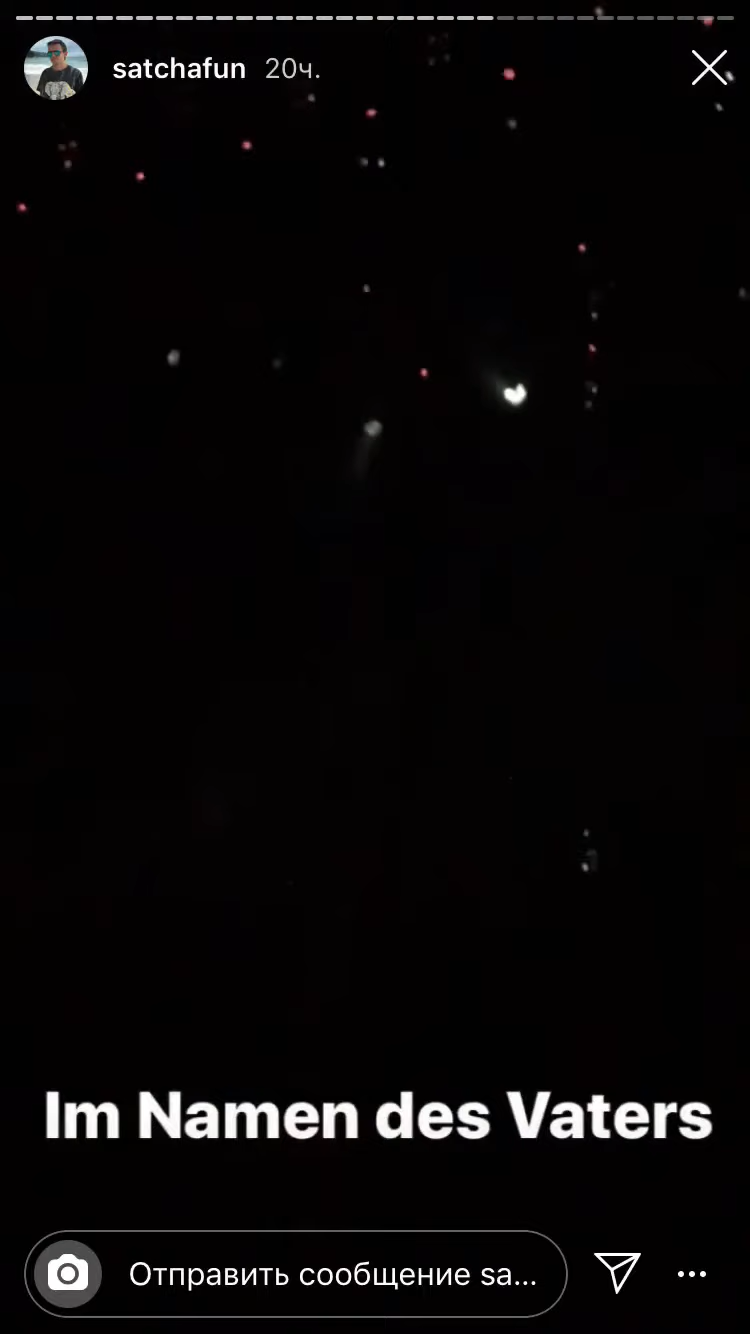 satchafun 20ч.
Im Namen des Vaters
Отправить сообщение sa...